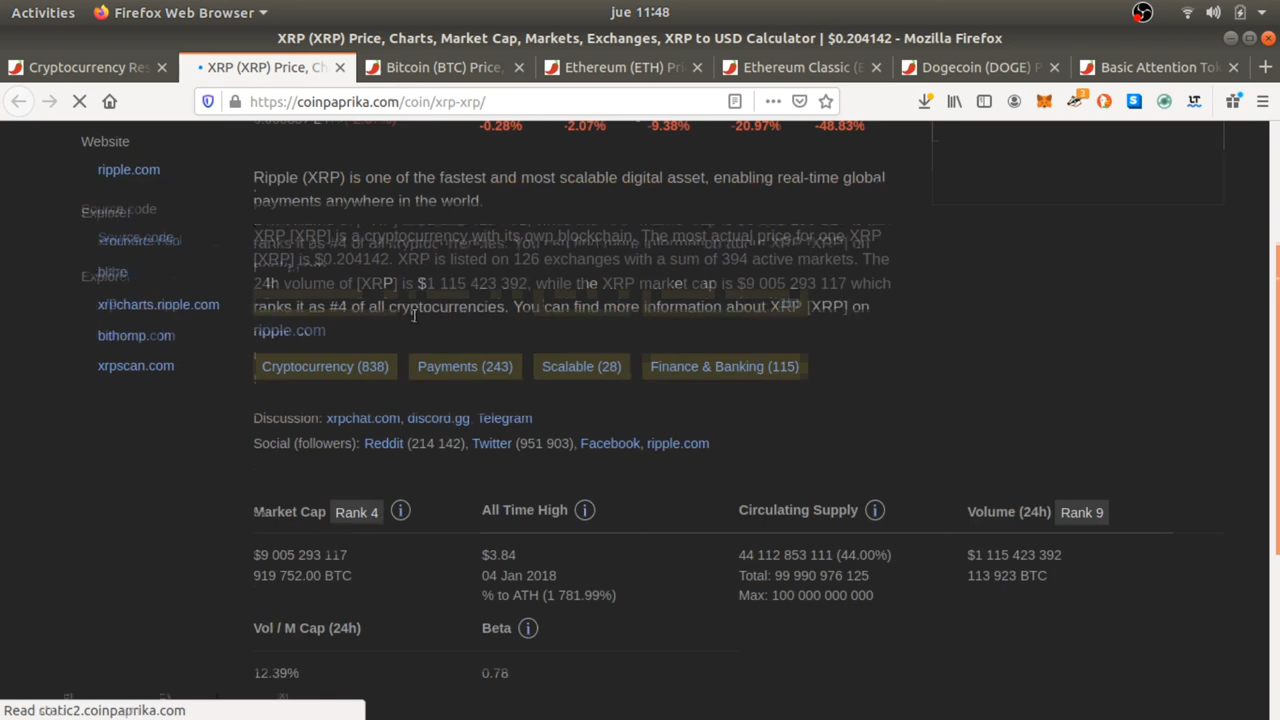 Activities Firefox Web Browser jue 11:48
XRP (XRP) Price, Charts, Market Cap, Markets, Exchanges, XRP to USD Calculator | $0.204142 - Mozilla Firefox
Cryptocurrency Res XRP (XRP) Price, Ch Bitcoin (BTC) Price, Ethereum (ETH) Pri Ethereum Classic (E Dogecoin (DOGE) P Basic Attention Tok
https://coinpaprika.com/coin/xrp-xrp/ 3
-0.28% -2.07% -9.38% -20.97% -48.83%
Website
ripple.com
Ripple (XRP) is one of the fastest and most scalable digital asset, enabling real-time global
payments anywhere in the world.
Source code
Explorer
Source code
XRP [XRP] is a cryptocurrency with its own blockchain. The most actual price for one XRP
[XRP] is $0.204142. XRP is listed on 126 exchanges with a sum of 394 active markets. The
24h volume of [XRP] is $1 115 423 392, while the XRP market cap is $9 005 293 117 which
ranks it as #4 of all cryptocurrencies. You can find more information about XRP [XRP] on
ripple.com
Explorer
xrpcharts.ripple.com
bithomp.com
xrpscan.com
Cryptocurrency (838) Payments (243) Scalable (28) Finance & Banking (115)
Discussion: xrpchat.com, discord.gg, Telegram
Social (followers): Reddit (214 142), Twitter (951 903), Facebook, ripple.com
Market Cap Rank 4 All Time High Circulating Supply Volume (24h) Rank 9
$9 005 293 117 $3.84 44 112 853 111 (44.00%) $1 115 423 392
919 752.00 BTC 04 Jan 2018 Total: 99 990 976 125 113 923 BTC
% to ATH (1 781.99%) Max: 100 000 000 000
Vol / M Cap (24h) Beta
12.39% 0.78
Read static2.coinpaprika.com